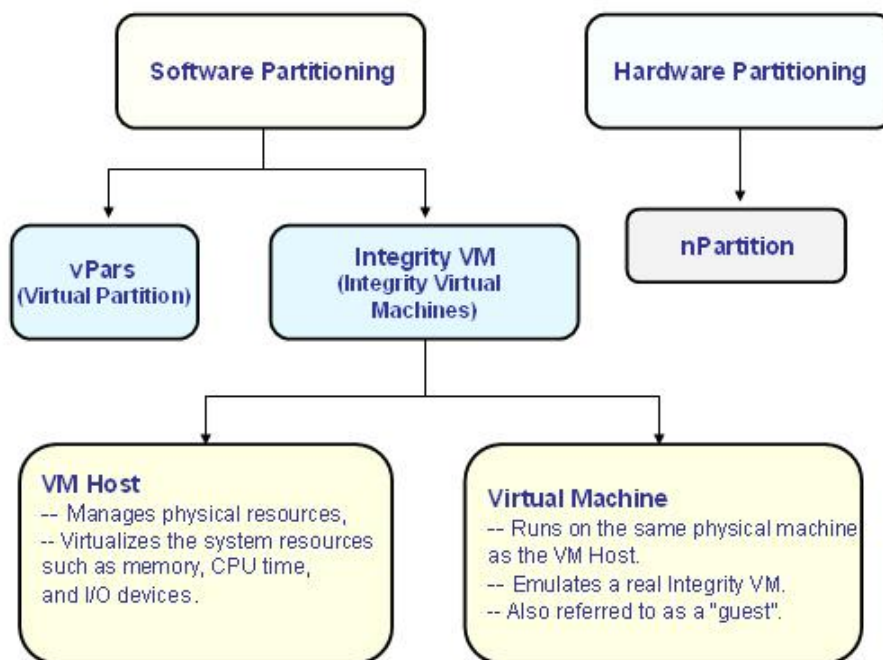 Software Partitioning
Hardware Partitioning
vPars
(Virtual Partition)
Integrity VM
(Integrity Virtual
Machines)
nPartition
VM Host
-- Manages physical resources,
-- Virtualizes the system resources
such as memory, CPU time,
and I/O devices.
Virtual Machine
-- Runs on the same physical machine
as the VM Host.
-- Emulates a real Integrity VM.
-- Also referred to as a "guest".